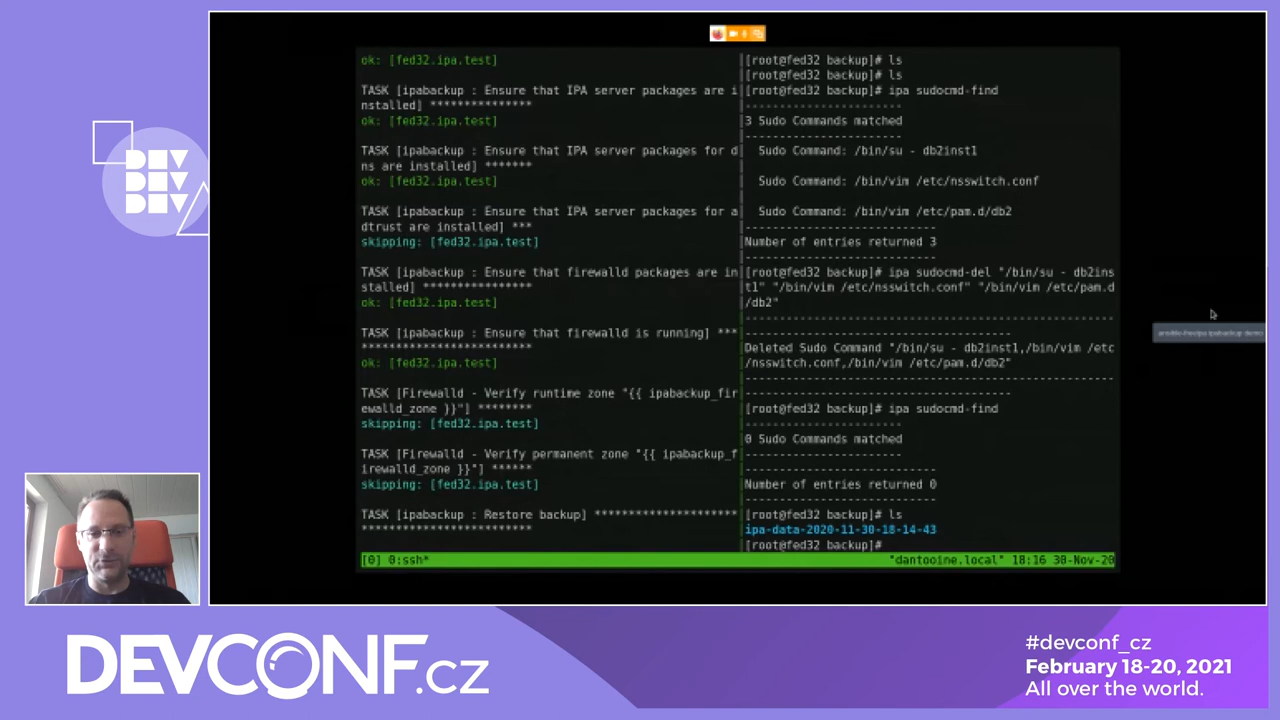 ok: [fed32.ipa.test]
TASK [ipabackup : Ensure that IPA server packages are i
nstalled] ***************
ok: [fed32.ipa.test]
TASK [ipabackup : Ensure that IPA server packages for d
ns are installed] *******
ok: [fed32.ipa.test]
TASK [ipabackup : Ensure that IPA server packages for a
dtrust are installed] ***
skipping: [fed32.ipa.test]
TASK [ipabackup : Ensure that firewalld packages are in
stalled] ****************
ok: [fed32.ipa.test]
TASK [ipabackup : Ensure that firewalld is running] ***
*************************
ok: [fed32.ipa.test]
TASK [Firewalld - Verify runtime zone "{{ ipabackup_fir
ewalld_zone }}"] ********
skipping: [fed32.ipa.test]
TASK [Firewalld - Verify permanent zone "{{ ipabackup_f
irewalld_zone }}"] ******
skipping: [fed32.ipa.test]
TASK [ipabackup : Restore backup] *********************
*************************
[root@fed32 backup]# ls
[root@fed32 backup]# ls
[root@fed32 backup]# ipa sudocmd-find
-----------------------
3 Sudo Commands matched
-----------------------
Sudo Command: /bin/su - db2inst1
Sudo Command: /bin/vim /etc/nsswitch.conf
Sudo Command: /bin/vim /etc/pam.d/db2
----------------------------
Number of entries returned 3
----------------------------
[root@fed32 backup]# ipa sudocmd-del "/bin/su - db2ins
t1" "/bin/vim /etc/nsswitch.conf" "/bin/vim /etc/pam.d
/db2"
------------------------------------------------------
---------------------------------------
Deleted Sudo Command "/bin/su - db2inst1,/bin/vim /etc
/nsswitch.conf,/bin/vim /etc/pam.d/db2"
------------------------------------------------------
---------------------------------------
[root@fed32 backup]# ipa sudocmd-find
-----------------------
0 Sudo Commands matched
-----------------------
----------------------------
Number of entries returned 0
----------------------------
[root@fed32 backup]# ls
ipa-data-2020-11-30-18-14-43
[root@fed32 backup]#
[0] 0:ssh* "dantooine.local" 18:16 30-Nov-20
DEV
DEV
DEV
DEVCONF.cz
#devconf_cz
February 18-20, 2021
All over the world.